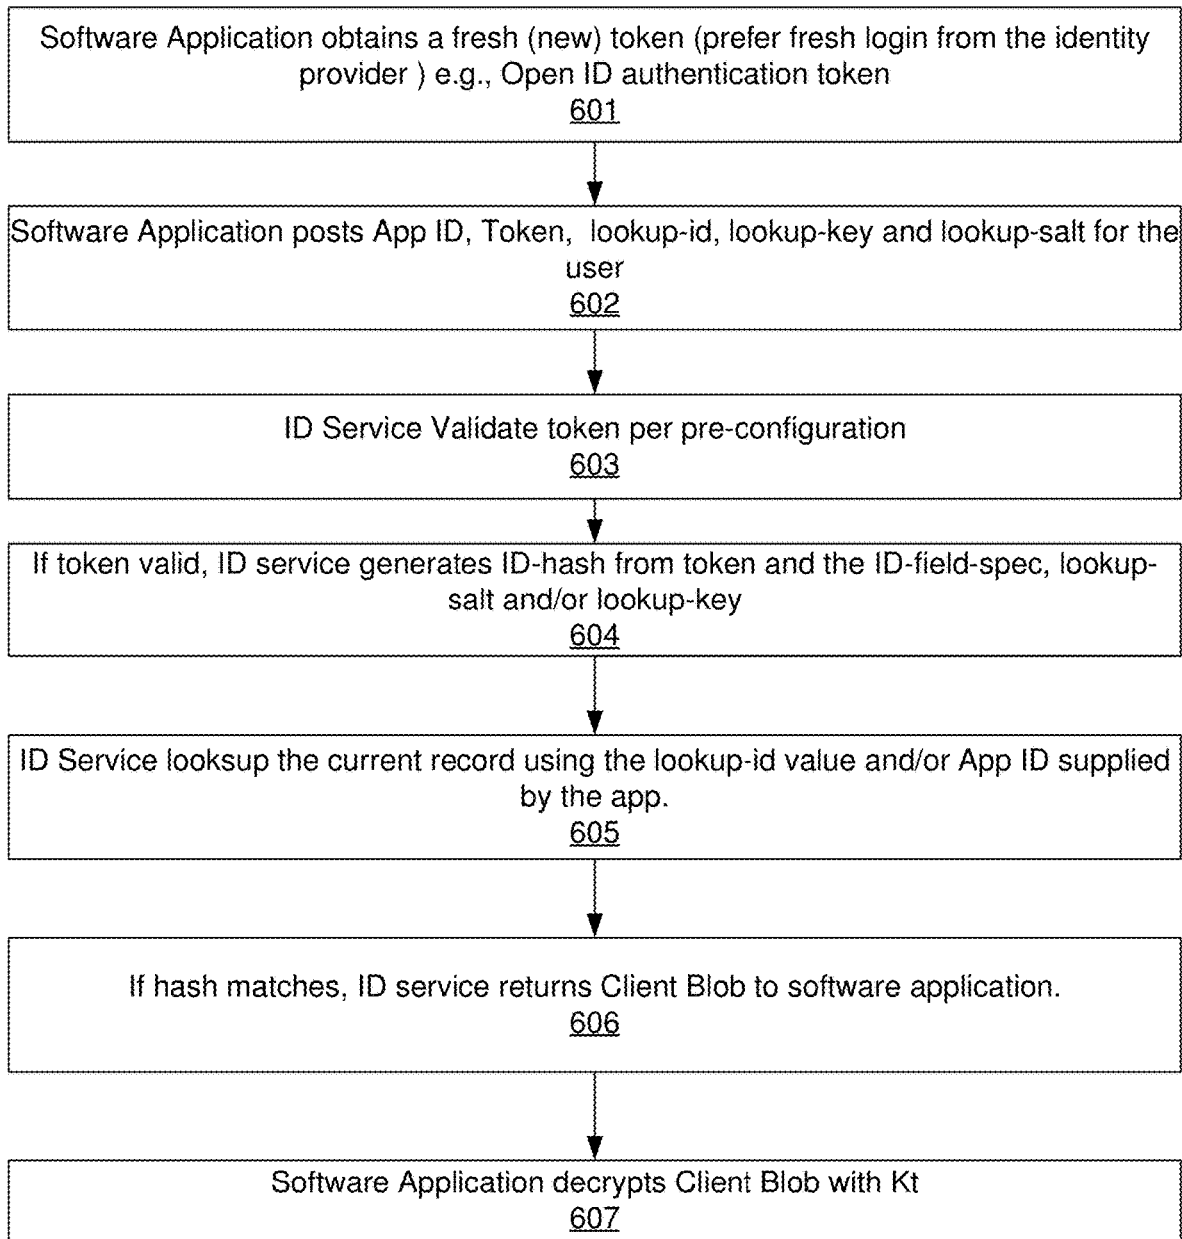 Software Application obtains a fresh (new) token (prefer fresh login from the identity
provider ) e.g., Open ID authentication token
601
Software Application posts App ID, Token,  lookup-id, lookup-key and lookup-salt for the
user
602
ID Service Validate token per pre-configuration
603
If token valid, ID service generates ID-hash from token and the ID-field-spec, lookup-
salt and/or lookup-key
604
ID Service looksup the current record using the lookup-id value and/or App ID supplied
by the app.
605
If hash matches, ID service returns Client Blob to software application.
606
Software Application decrypts Client Blob with Kt
607